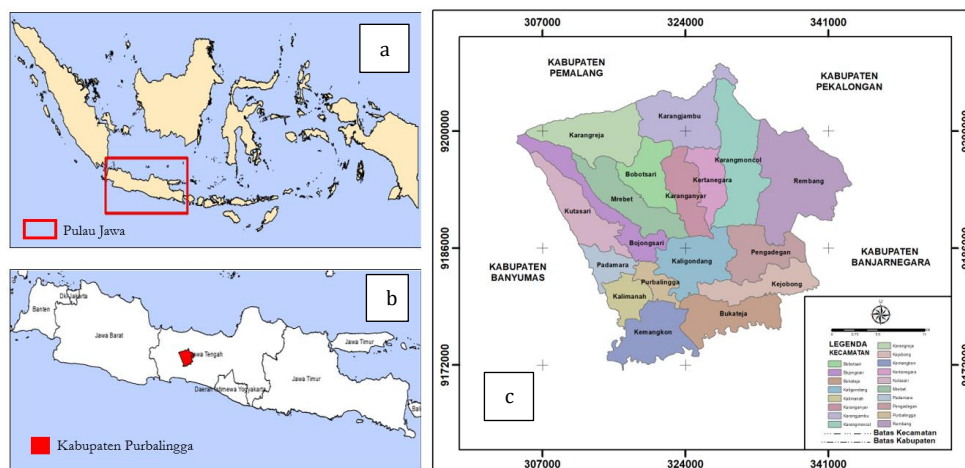 a
Pulau Jawa
b
Banten
Dki Jakarta
Jawa Barat
Jawa Tengah
Daerah Istimewa Yogyakarta
Jawa Timur
Jawa Timur
Bali
Kabupaten Purbalingga
307000 324000 341000
KABUPATEN
PEMALANG
KABUPATEN
PEKALONGAN
9200000
9200000
Karangjambu
Karangreja
Karangmoncol
Bobotsari
Kertanegara
Rembang
Karanganyar
Mrebet
Kutasari
9186000
9186000
Bojongsari
Pengadegan
KABUPATEN
BANYUMAS
Padamara
Kaligondang
KABUPATEN
BANJARNEGARA
Purbalingga
Kejobong
Kalimanah
Bukateja
Kemangkon
9172000
9172000
c
LEGENDA
KECAMATAN
Bobotsari
Bojongsari
Bukateja
Kaligondang
Kalimanah
Karanganyar
Karangjambu
Karangmoncol
Karangreja
Kejobong
Kemangkon
Kertanegara
Kutasari
Mrebet
Padamara
Pengadegan
Purbalingga
Rembang
Batas Kecamatan
Batas Kabupaten
307000 324000 341000